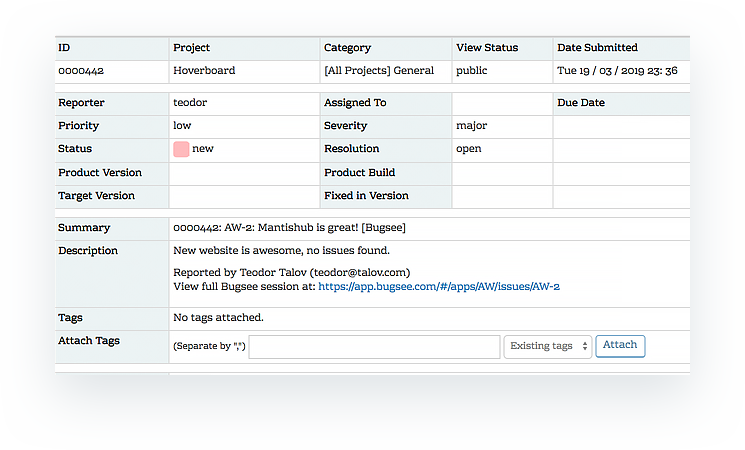 ID Project Category View Status Date Submitted
0000442 Hoverboard [All Projects] General public Tue 19 / 03 / 2019 23: 36
Reporter teodor Assigned To Due Date
Priority low Severity major
Status new Resolution open
Product Version Product Build
Target Version Fixed in Version
Summary 0000442: AW-2: Mantishub is great! [Bugsee]
Description New website is awesome, no issues found.
Reported by Teodor Talov (teodor@talov.com)
View full Bugsee session at: https://app.bugsee.com/#/apps/AW/issues/AW-2
Tags No tags attached.
Attach Tags (Separate by ",") Existing tags Attach